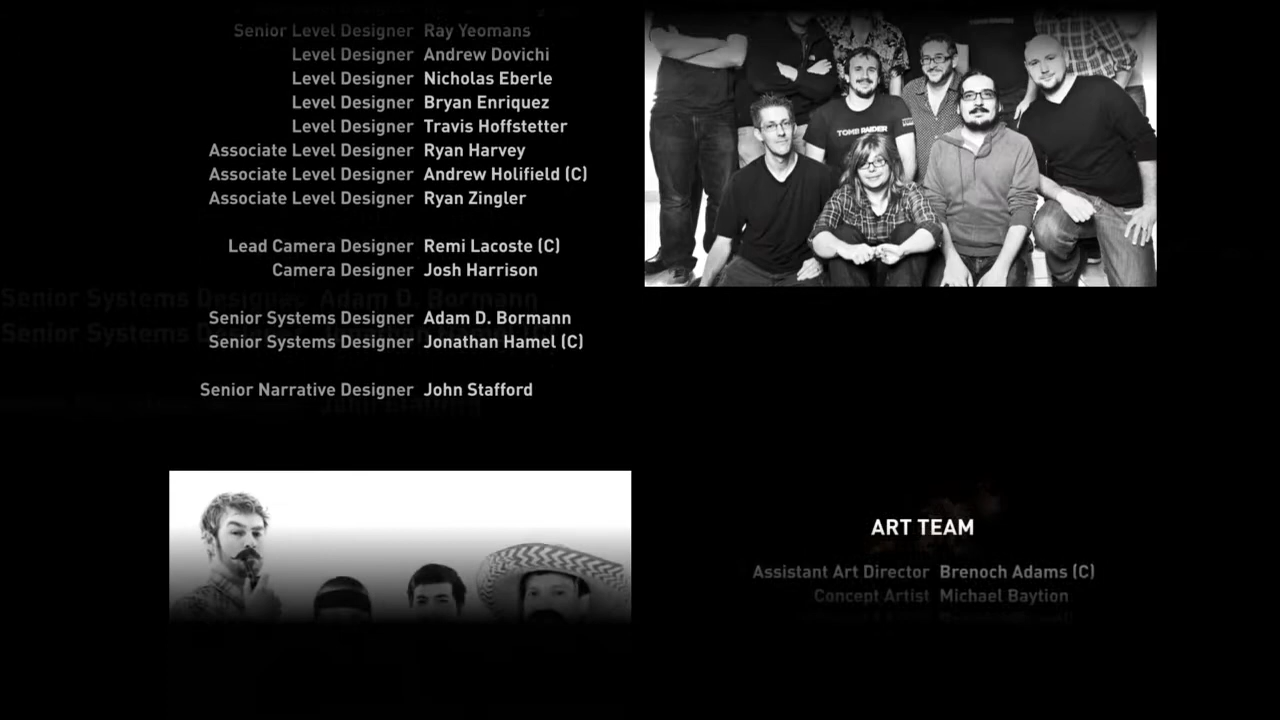 Senior Level Designer Ray Yeomans
Level Designer Andrew Dovichi
Level Designer Nicholas Eberle
Level Designer Bryan Enriquez
Level Designer Travis Hoffstetter
Associate Level Designer Ryan Harvey
Associate Level Designer Andrew Holifield (C)
Associate Level Designer Ryan Zingler
Lead Camera Designer Remi Lacoste (C)
Camera Designer Josh Harrison
Senior Systems Designer Adam D. Bormann
Senior Systems Designer Jonathan Hamel (C)
Senior Narrative Designer John Stafford
TOMB RAIDER
ART TEAM
Assistant Art Director Brenoch Adams (C)
Concept Artist Michael Baytion